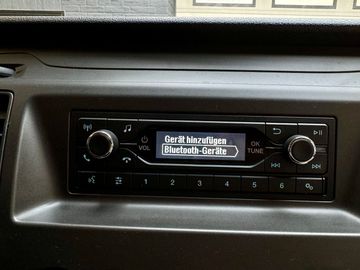 Gerät hinzufügen
Bluetooth-Geräte
VOL
OK
TUNE
1 2 3 4 5 6